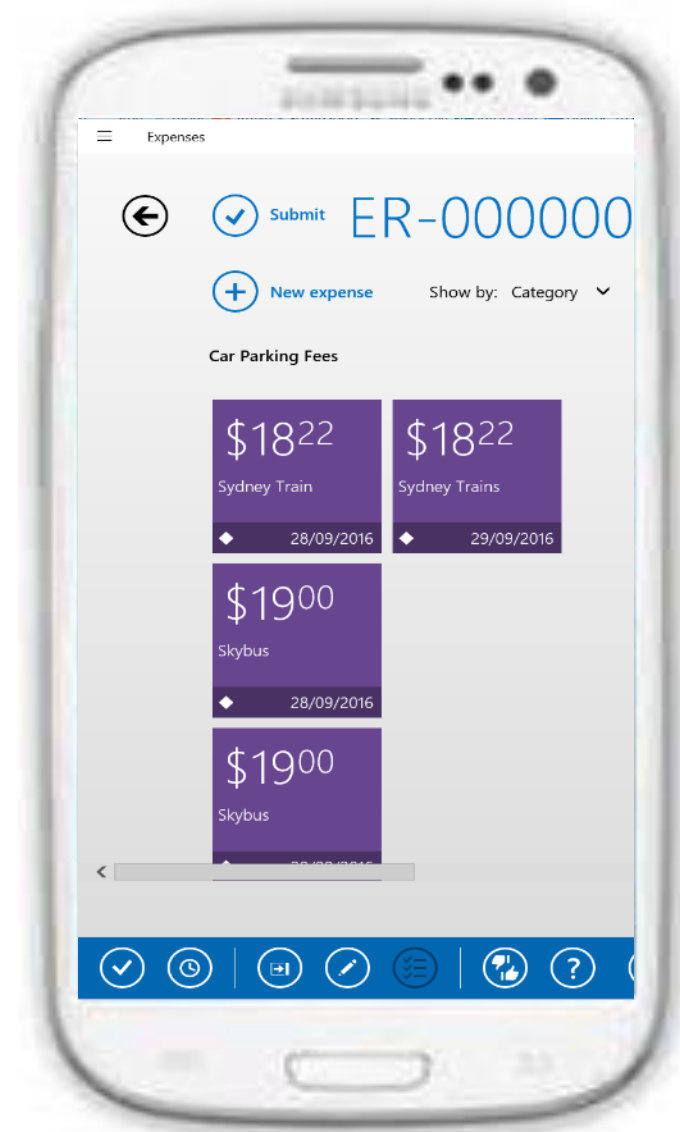 Expenses
Submit ER-000000
New expense Show by: Category
Car Parking Fees
$1822 $1822
Sydney Train Sydney Trains
28/09/2016 29/09/2016
$1900
Skybus
28/09/2016
$1900
Skybus